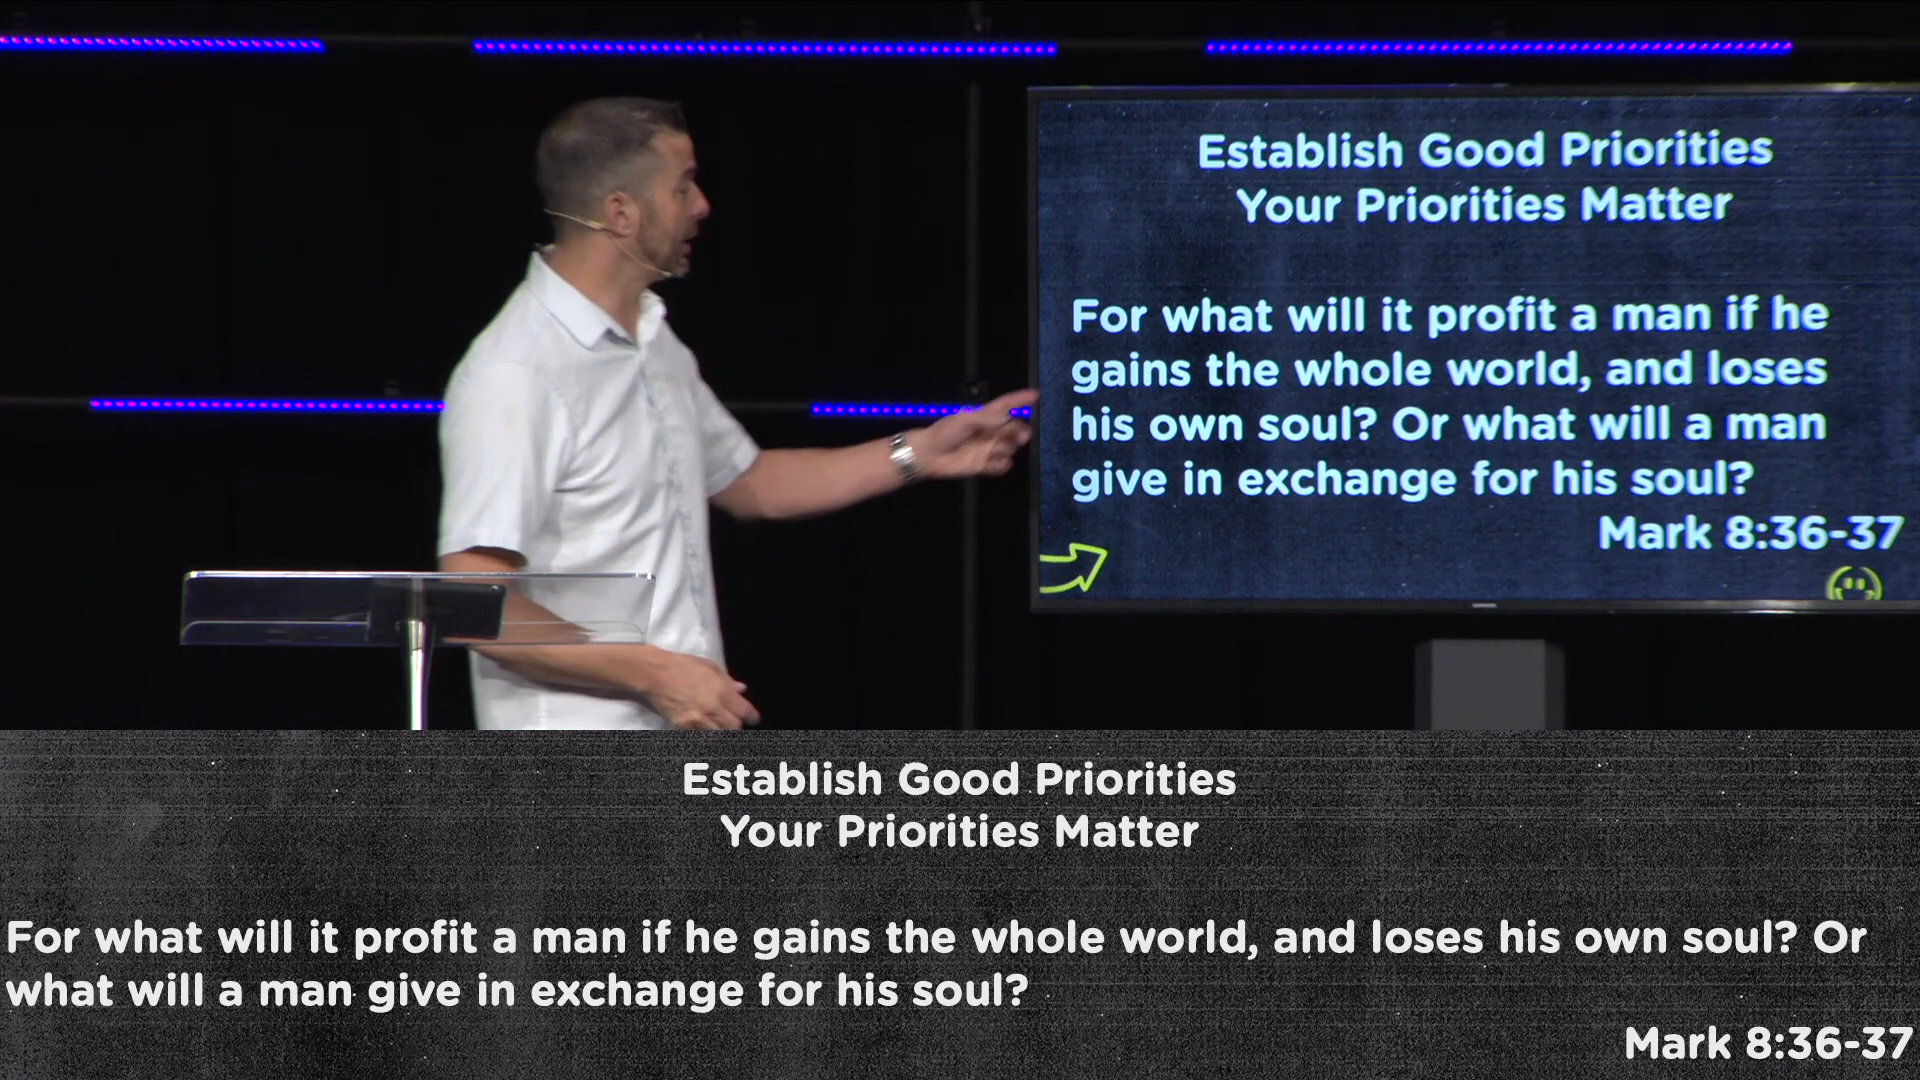 Establish Good Priorities
Your Priorities Matter
For what will it profit a man if he
gains the whole world, and loses
his own soul? Or what will a man
give in exchange for his soul?
Mark 8:36-37
Establish Good Priorities
Your Priorities Matter
For what will it profit a man if he gains the whole world, and loses his own soul? Or
what will a man give in exchange for his soul?
Mark 8:36-37